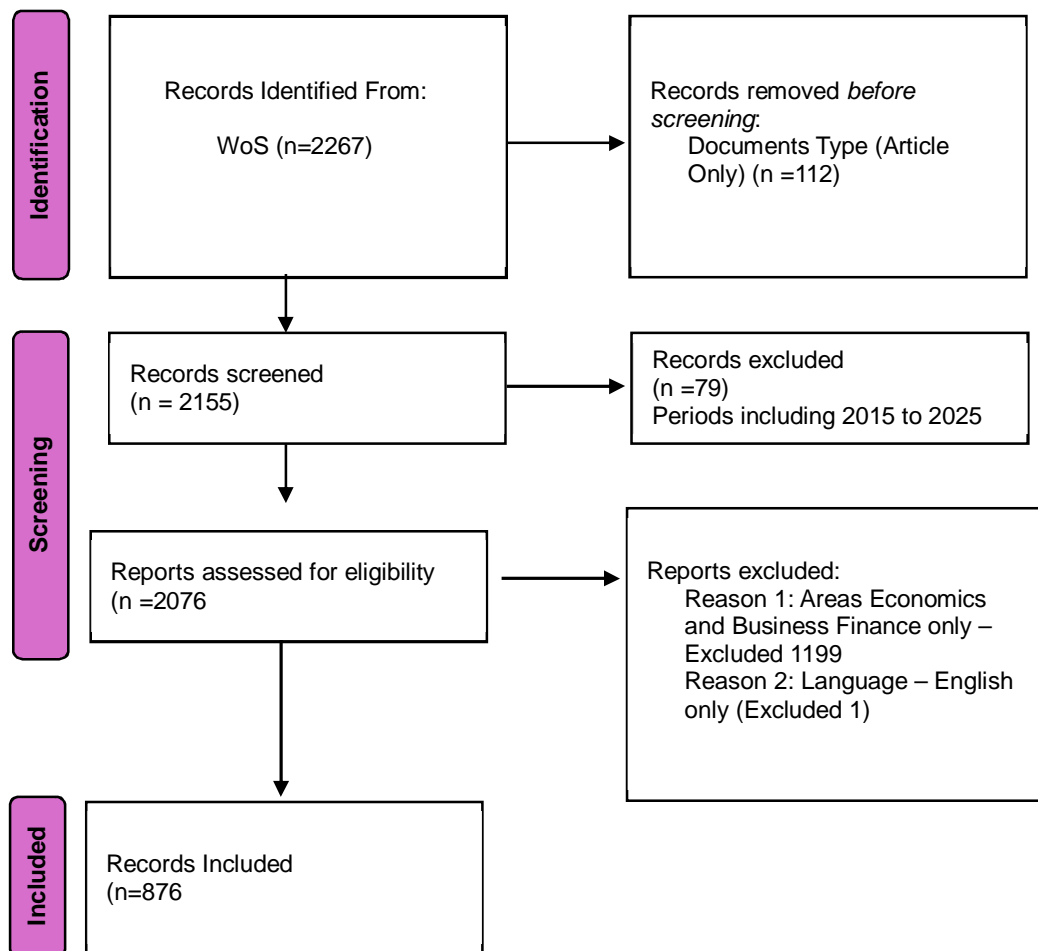 Identification
Records Identified From:
WoS (n=2267)
Records removed before
screening:
Documents Type (Article
Only) (n =112)
Screening
Records screened
(n = 2155)
Records excluded
(n =79)
Periods including 2015 to 2025
Reports assessed for eligibility
(n =2076
Reports excluded:
Reason 1: Areas Economics
and Business Finance only –
Excluded 1199
Reason 2: Language – English
only (Excluded 1)
Included
Records Included
(n=876